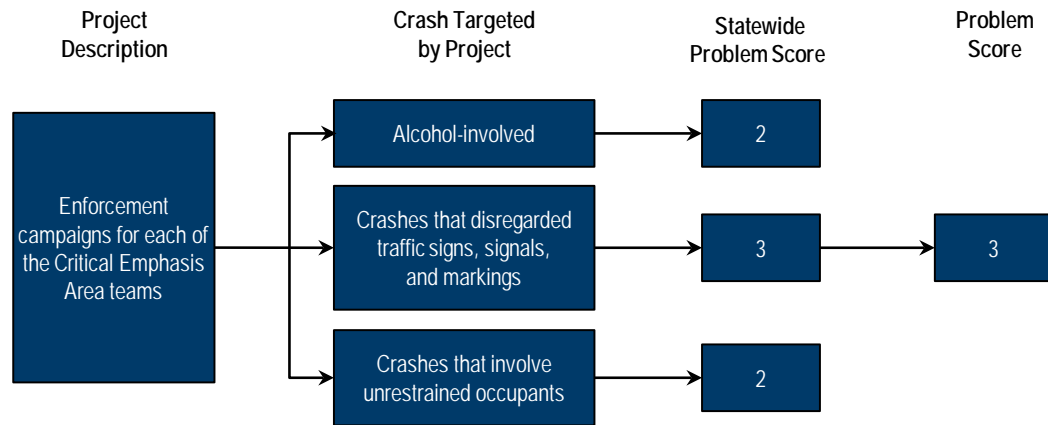 Project
Description
Crash Targeted
by Project
Statewide
Problem Score
Problem
Score
Enforcement
campaigns for each of
the Critical Emphasis
Area teams
Alcohol-involved
2
Crashes that disregarded
traffic signs, signals,
and markings
3
3
Crashes that involve
unrestrained occupants
2